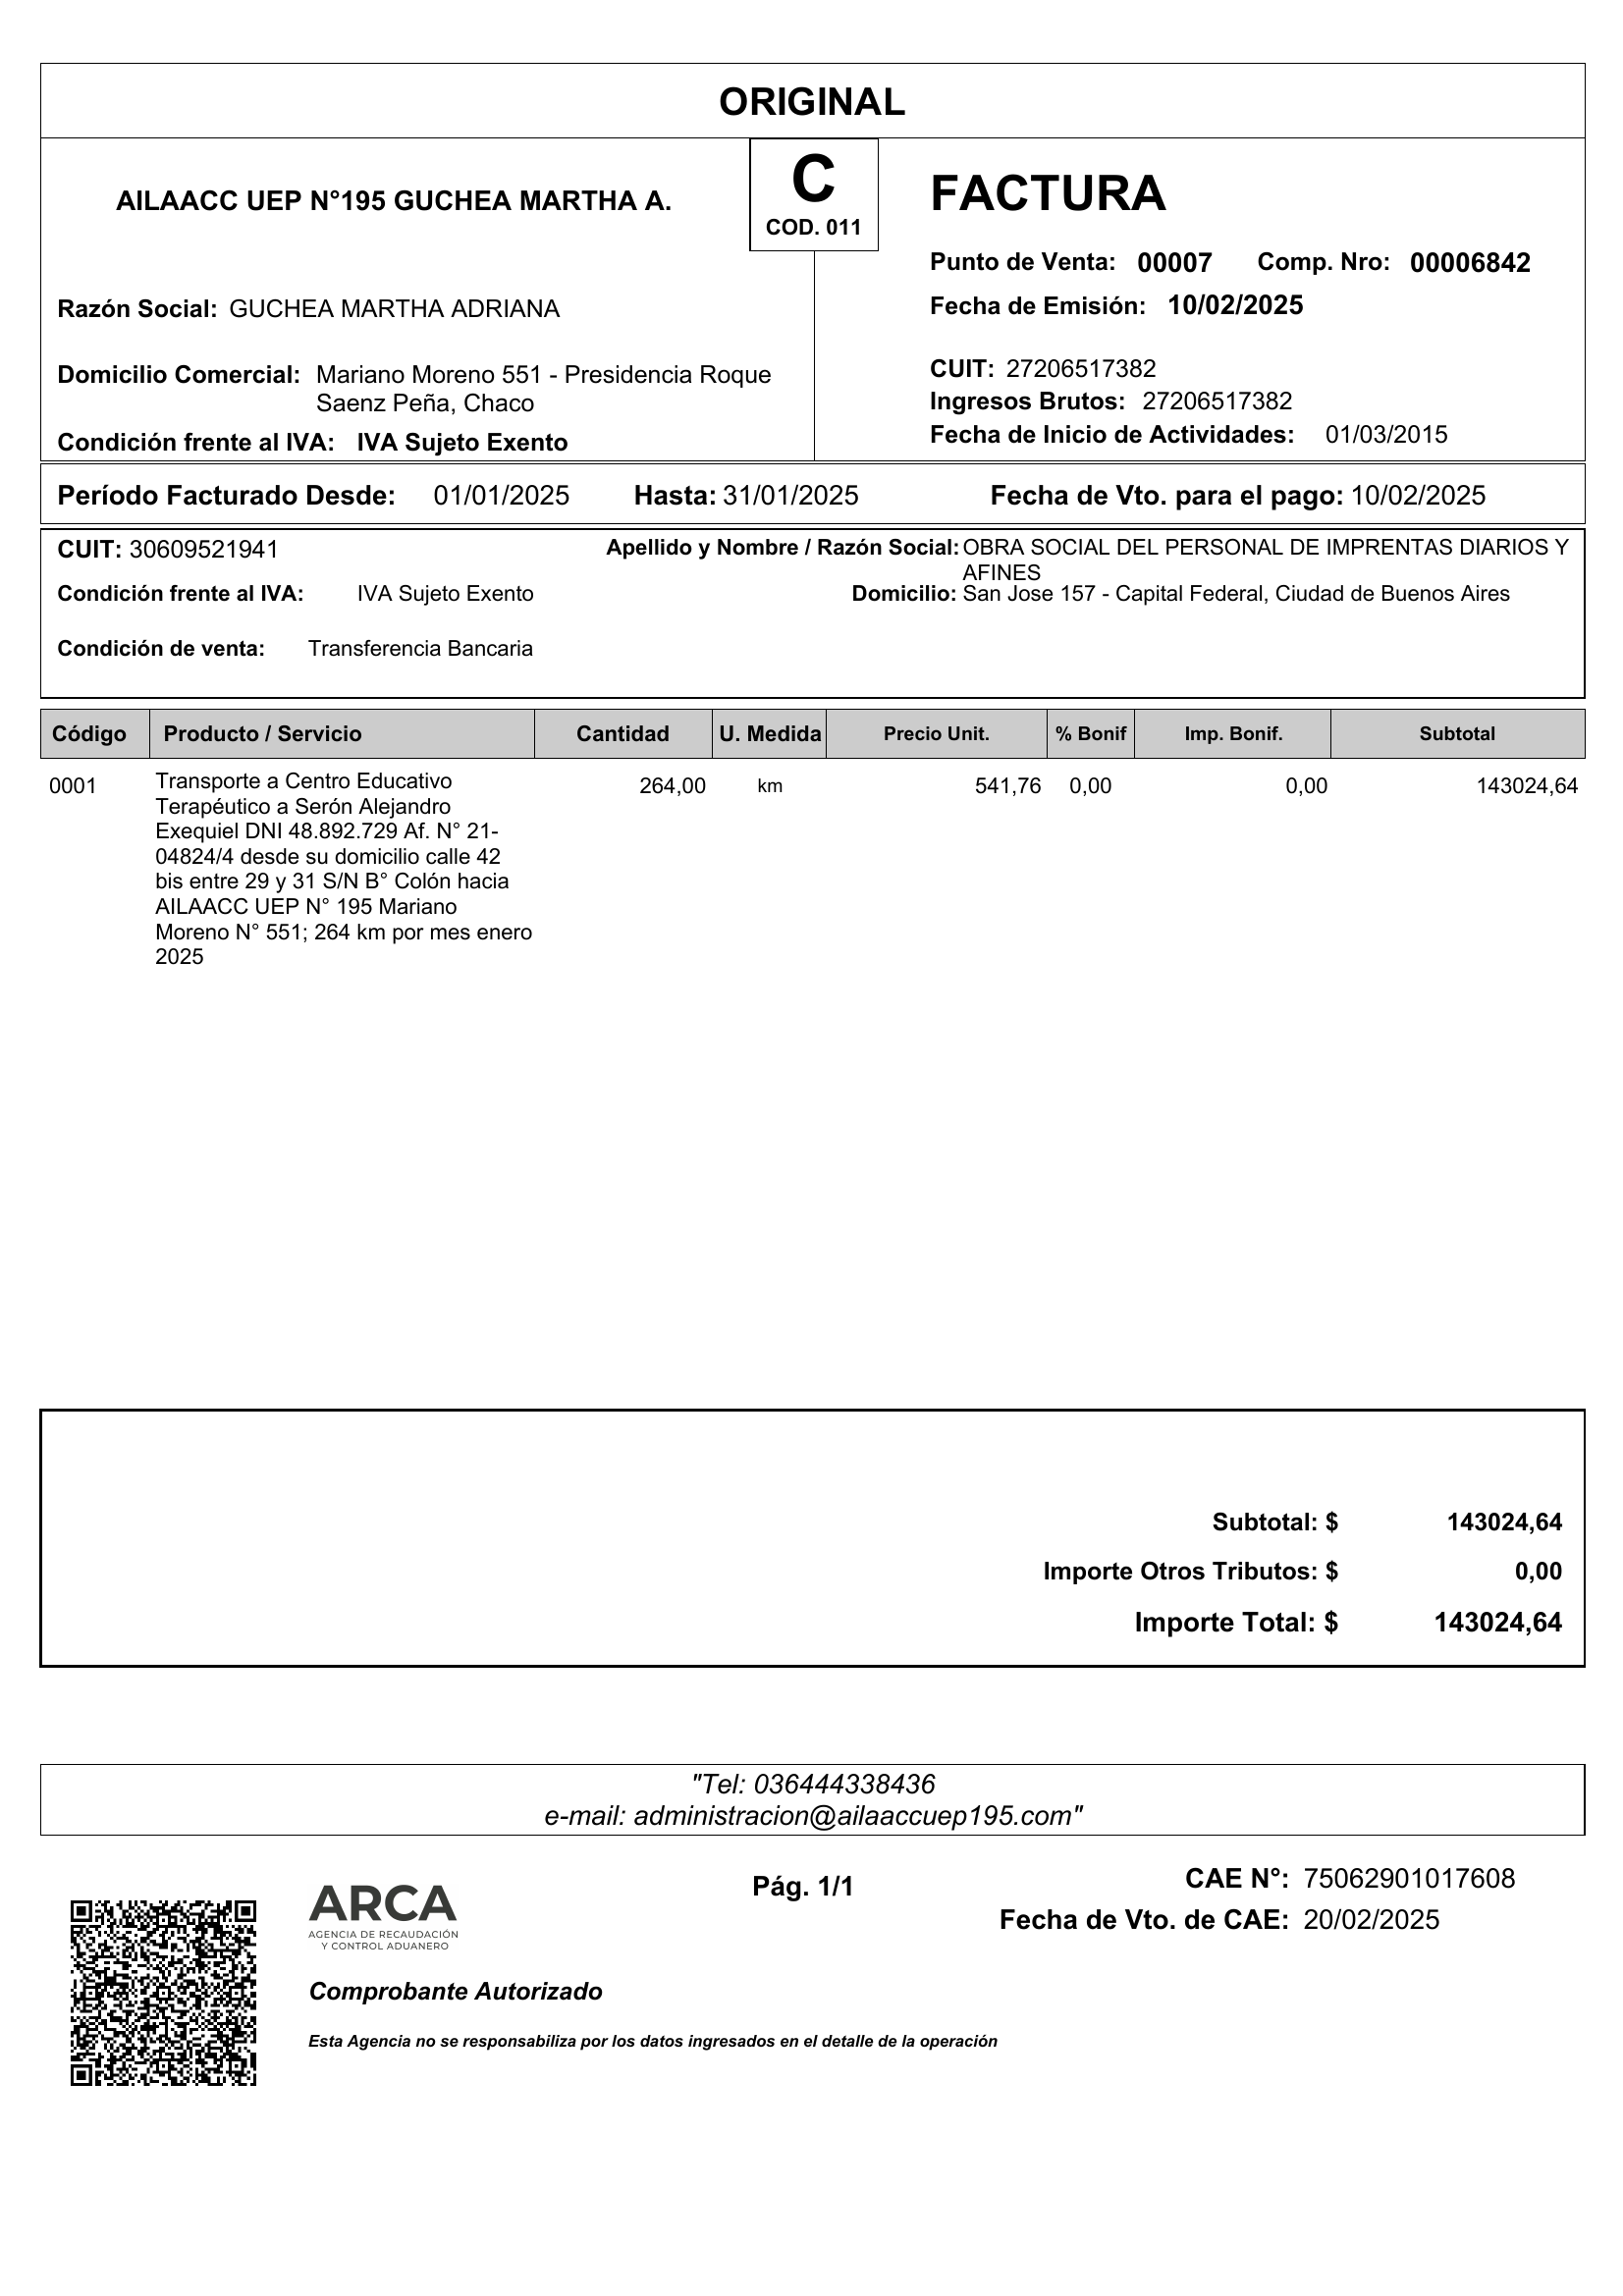 ORIGINAL
AILAACC UEP N°195 GUCHEA MARTHA A.
C
COD. 011
FACTURA
Punto de Venta: 00007 Comp. Nro: 00006842
Fecha de Emisión: 10/02/2025
Razón Social: GUCHEA MARTHA ADRIANA
Domicilio Comercial: Mariano Moreno 551 - Presidencia Roque
Saenz Peña, Chaco
Condición frente al IVA: IVA Sujeto Exento
CUIT: 27206517382
Ingresos Brutos: 27206517382
Fecha de Inicio de Actividades: 01/03/2015
Período Facturado Desde: 01/01/2025 Hasta: 31/01/2025 Fecha de Vto. para el pago: 10/02/2025
CUIT: 30609521941 Apellido y Nombre / Razón Social: OBRA SOCIAL DEL PERSONAL DE IMPRENTAS DIARIOS Y
AFINES
Condición frente al IVA: IVA Sujeto Exento Domicilio: San Jose 157 - Capital Federal, Ciudad de Buenos Aires
Condición de venta: Transferencia Bancaria
Código Producto / Servicio Cantidad U. Medida Precio Unit. % Bonif Imp. Bonif. Subtotal
0001 Transporte a Centro Educativo 264,00 km 541,76 0,00 0,00 143024,64
Terapéutico a Serón Alejandro
Exequiel DNI 48.892.729 Af. N° 21-
04824/4 desde su domicilio calle 42
bis entre 29 y 31 S/N B° Colón hacia
AILAACC UEP N° 195 Mariano
Moreno N° 551; 264 km por mes enero
2025
Subtotal: $ 143024,64
Importe Otros Tributos: $ 0,00
Importe Total: $ 143024,64
"Tel: 036444338436
e-mail: administracion@ailaaccuep195.com"
ARCA
AGENCIA DE RECAUDACIÓN
Y CONTROL ADUANERO
Pág. 1/1
CAE N°: 75062901017608
Fecha de Vto. de CAE: 20/02/2025
Comprobante Autorizado
Esta Agencia no se responsabiliza por los datos ingresados en el detalle de la operación